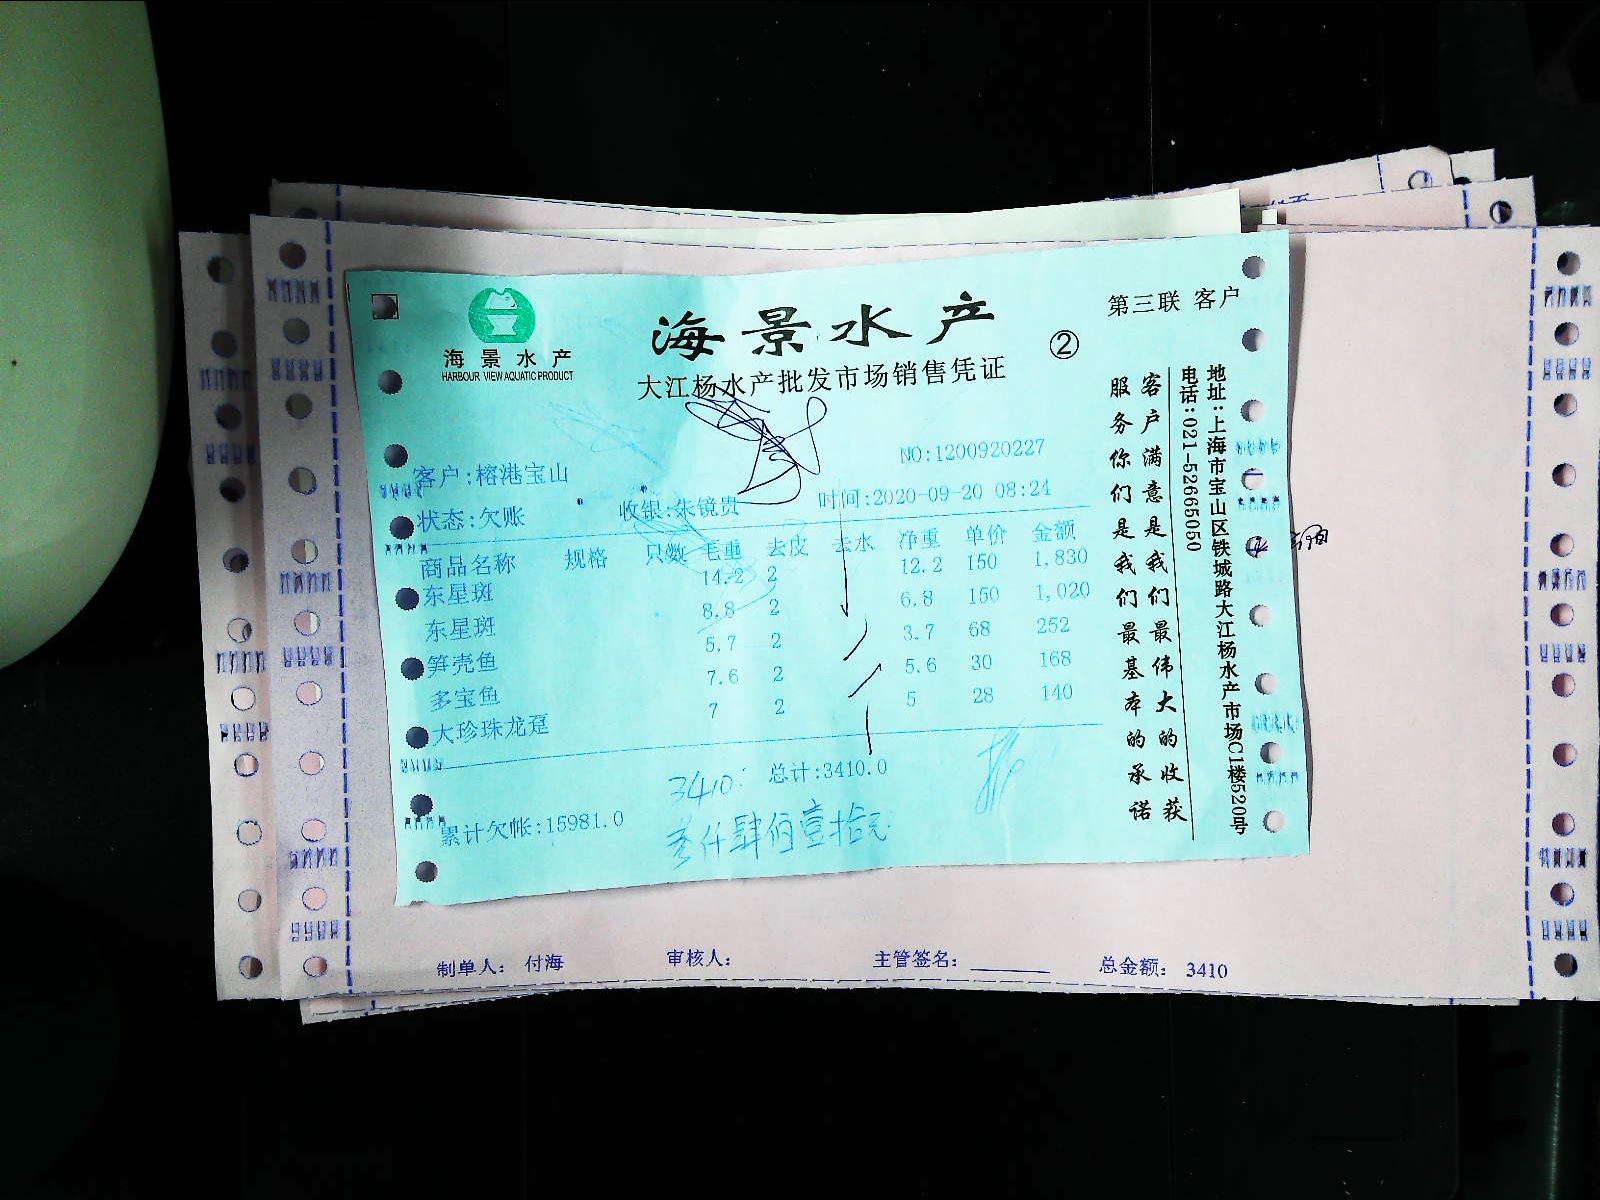 第三联 客户
海景水产
②
海景水产
HARBOUR VIEW AQUATIC PRODUCT
大江杨水产批发市场销售凭证
NO:1200920227
客户:榕港宝山
状态:欠账 收银:朱镜贵 时间:2020-09-20 08:24
商品名称 规格 只数 毛重 去皮 去水 净重 单价 金额
东星斑 14.2 2 12.2 150 1,830
东星斑 8.8 2 6.8 150 1,020
笋壳鱼 5.7 2 3.7 68 252
多宝鱼 7.6 2 5.6 30 168
大珍珠龙趸 7 2 5 28 140
3410. 总计:3410.0
累计欠帐:15981.0
叁仟肆佰壹拾元
客户满意是我们最伟大的收获
服务你们是我们最基本的承诺
地址:上海市宝山区铁城路大江杨水产市场C1楼520号
电话:021-52665050
制单人: 付海 审核人: 主管签名: 总金额: 3410